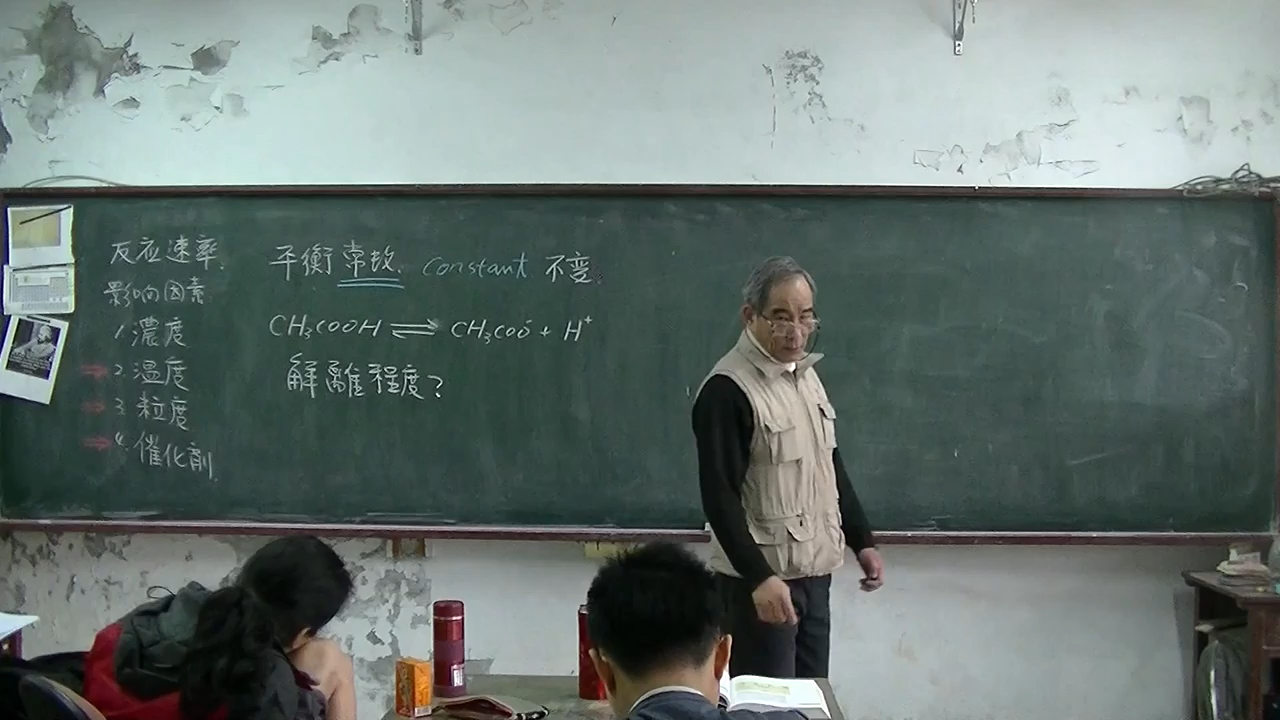 反应速率.
影响因素
1.濃度
⇒ 2.温度
⇒ 3.粒度
⇒ 4.催化劑.
平衡常数. constant 不变.
CH₃COOH ⇌ CH₃COO⁻ + H⁺
解離程度?